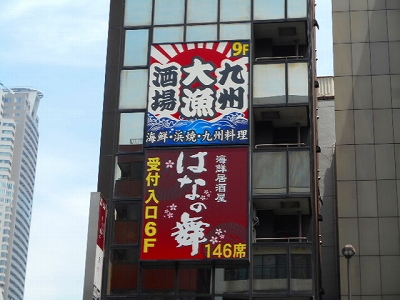 9F
九州
大漁
酒場
海鮮・浜焼・九州料理
海鮮居酒屋
はなの舞
受付入口6F
146席